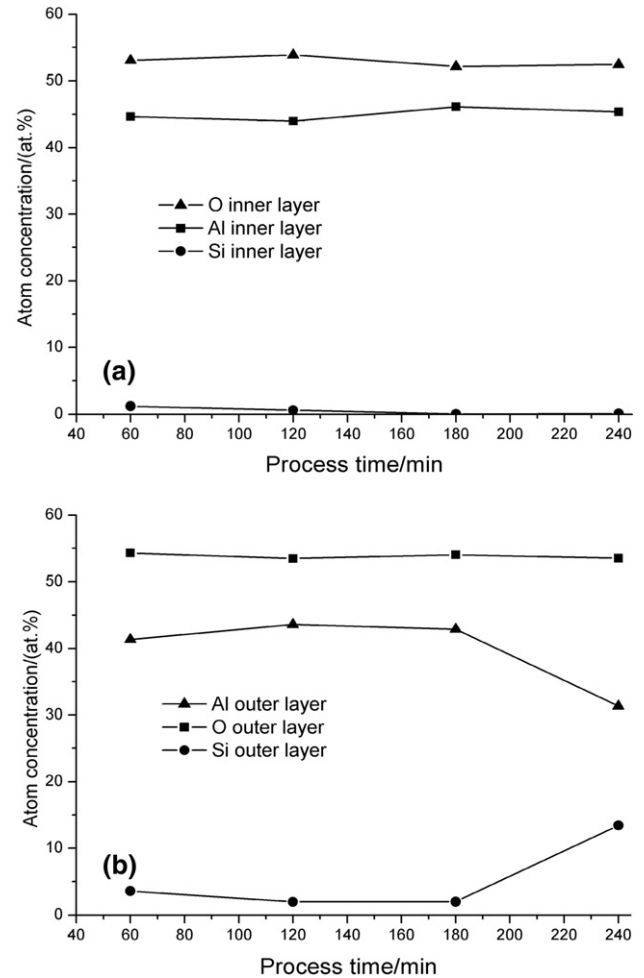 60
50
40
30
20
10
0
Atom concentration/(at.%)
O inner layer
Al inner layer
Si inner layer
(a)
40 60 80 100 120 140 160 180 200 220 240
Process time/min
60
50
40
30
20
10
0
Atom concentration/(at.%)
Al outer layer
O outer layer
Si outer layer
(b)
40 60 80 100 120 140 160 180 200 220 240
Process time/min